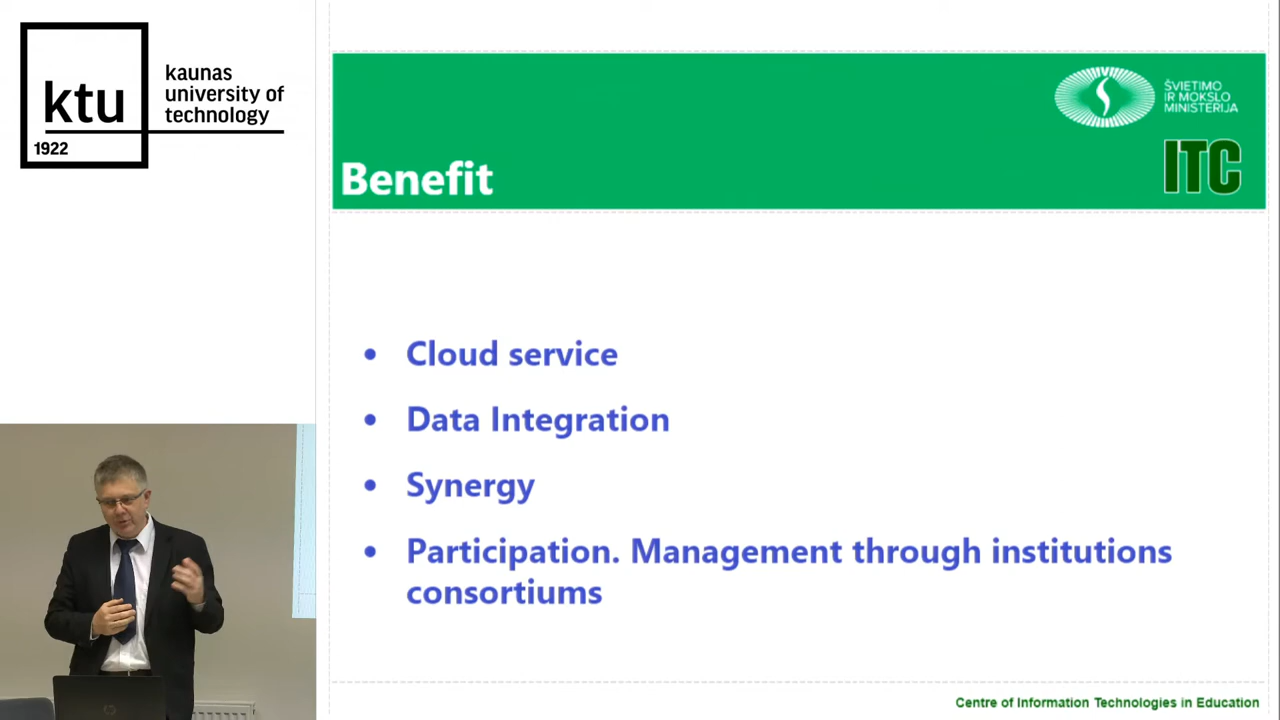 ktu
1922
kaunas
university of
technology
ŠVIETIMO
IR MOKSLO
MINISTERIJA
ITC
Benefit
• Cloud service
• Data Integration
• Synergy
• Participation. Management through institutions
consortiums
Centre of Information Technologies in Education